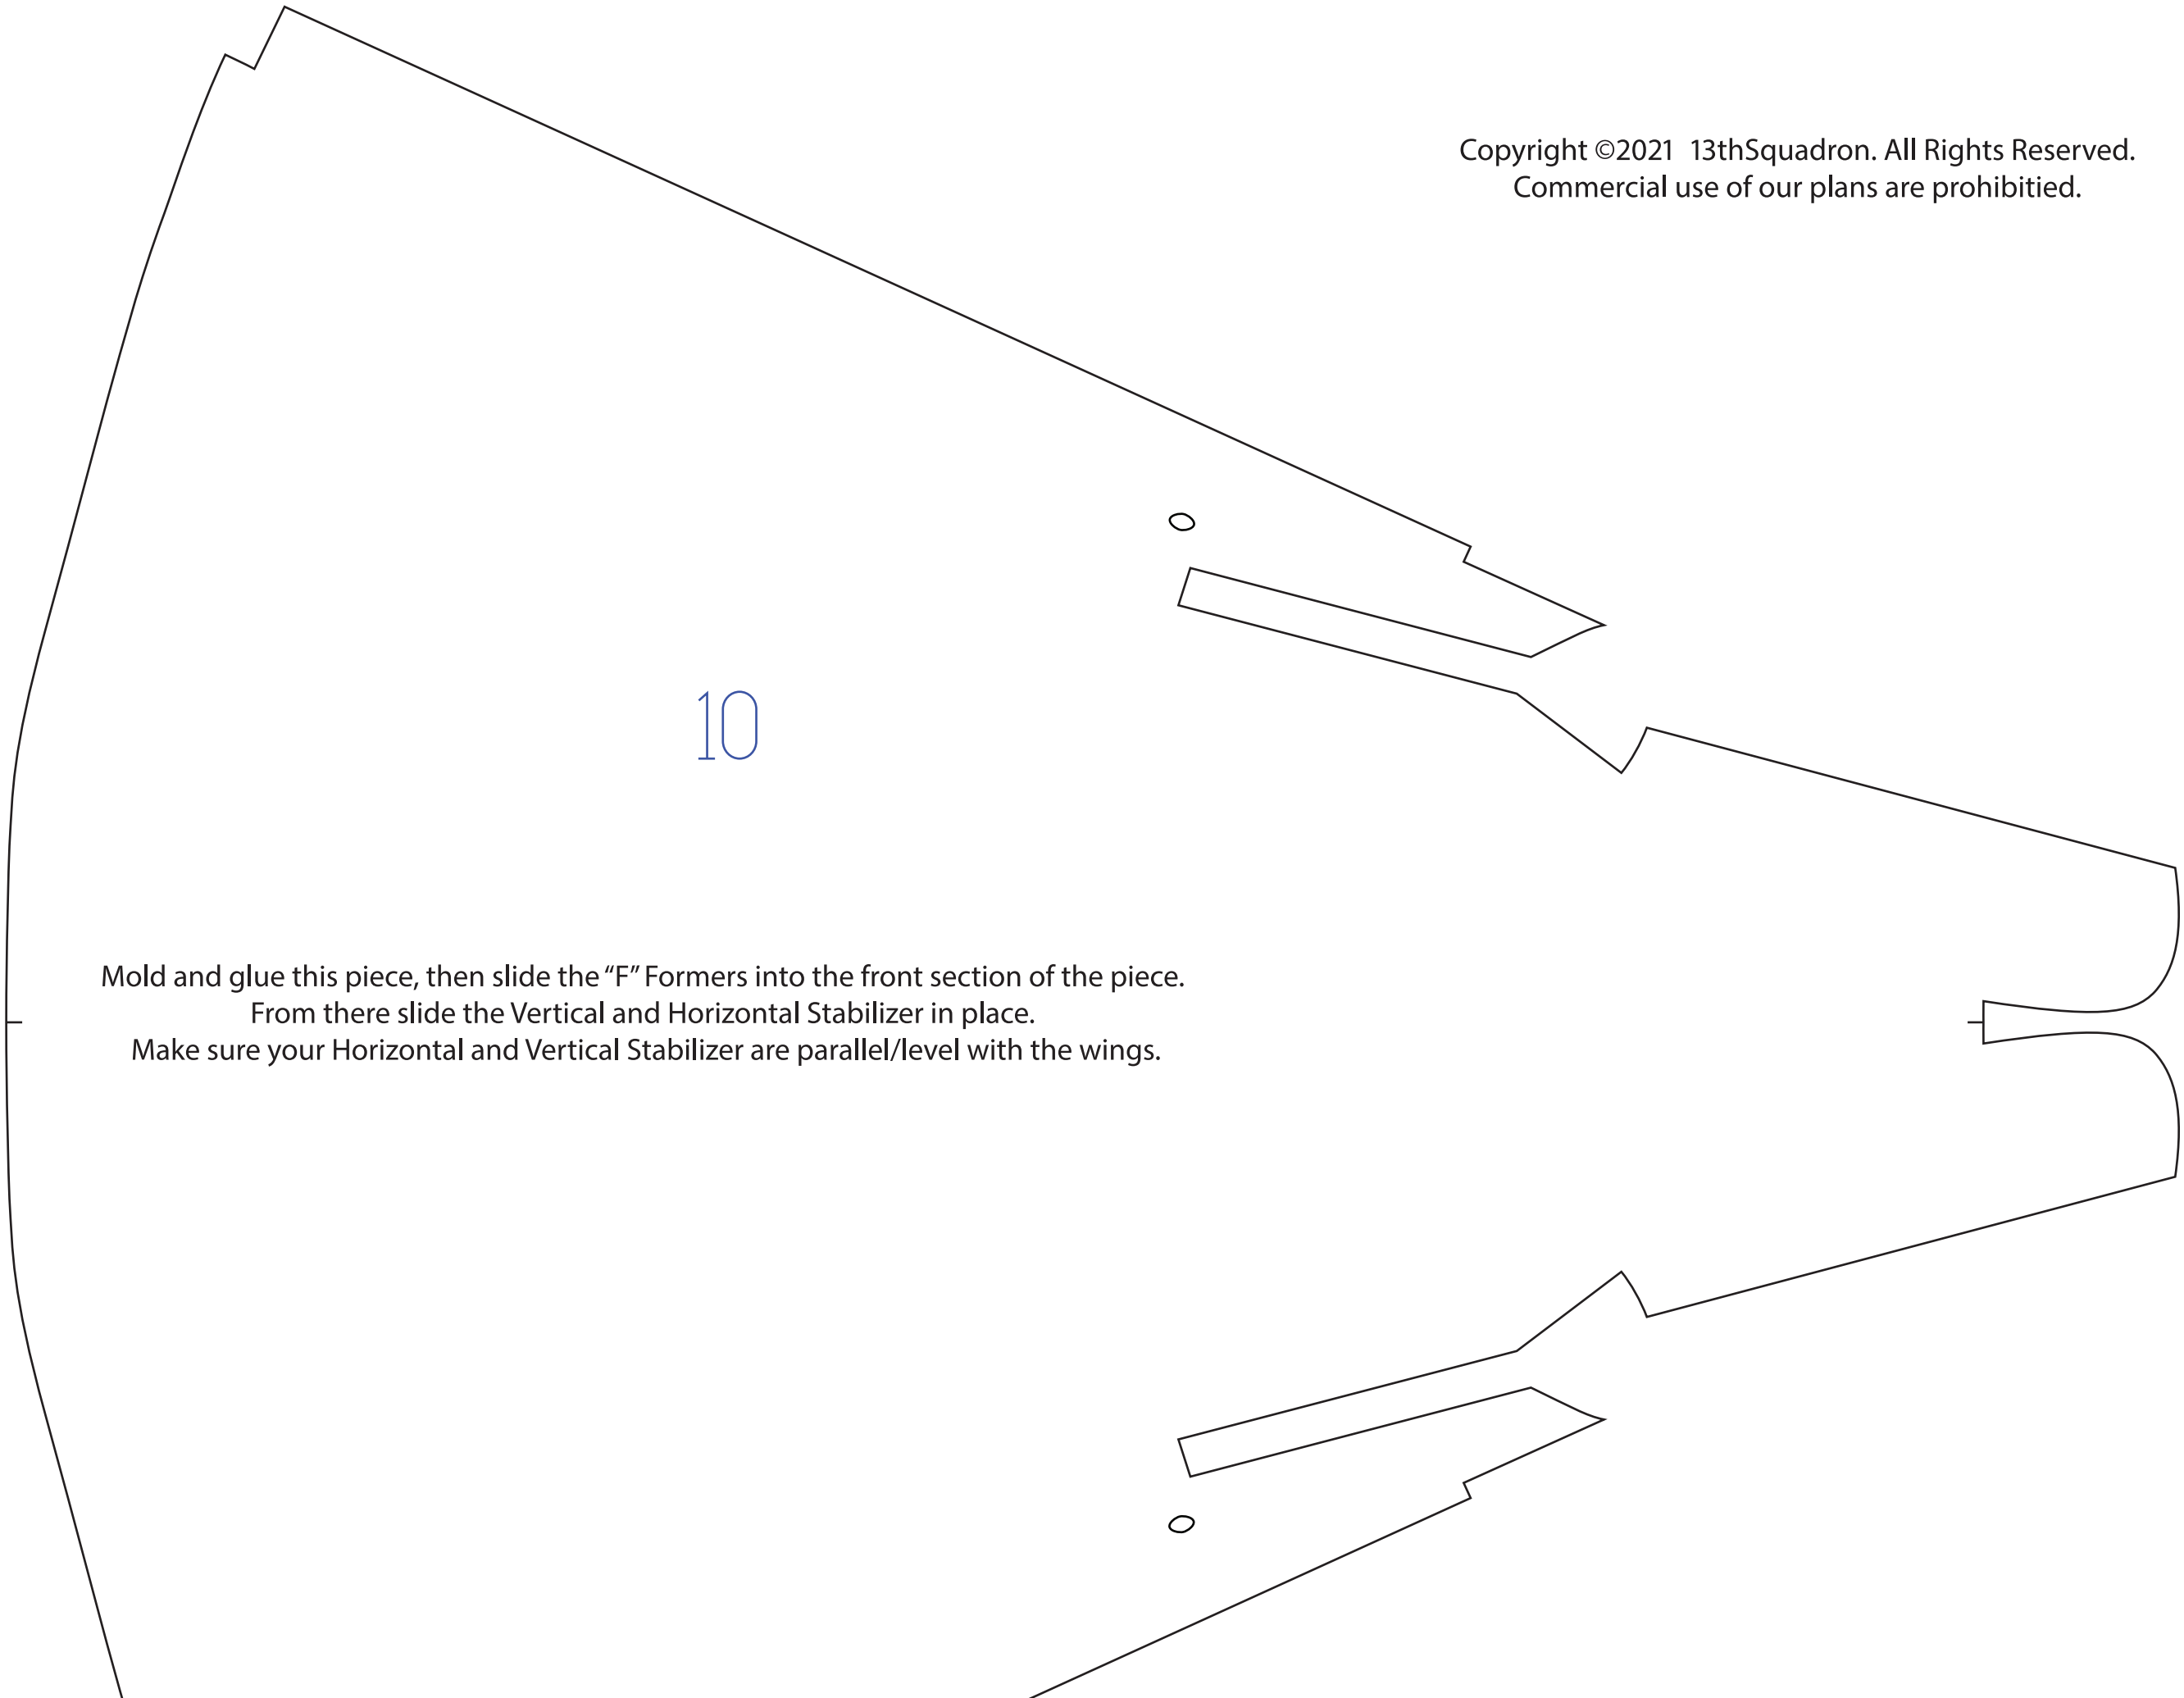 Copyright ©2021  13thSquadron. All Rights Reserved.
Commercial use of our plans are prohibitied.
10
Mold and glue this piece, then slide the “F” Formers into the front section of the piece.
From there slide the Vertical and Horizontal Stabilizer in place.
Make sure your Horizontal and Vertical Stabilizer are parallel/level with the wings.